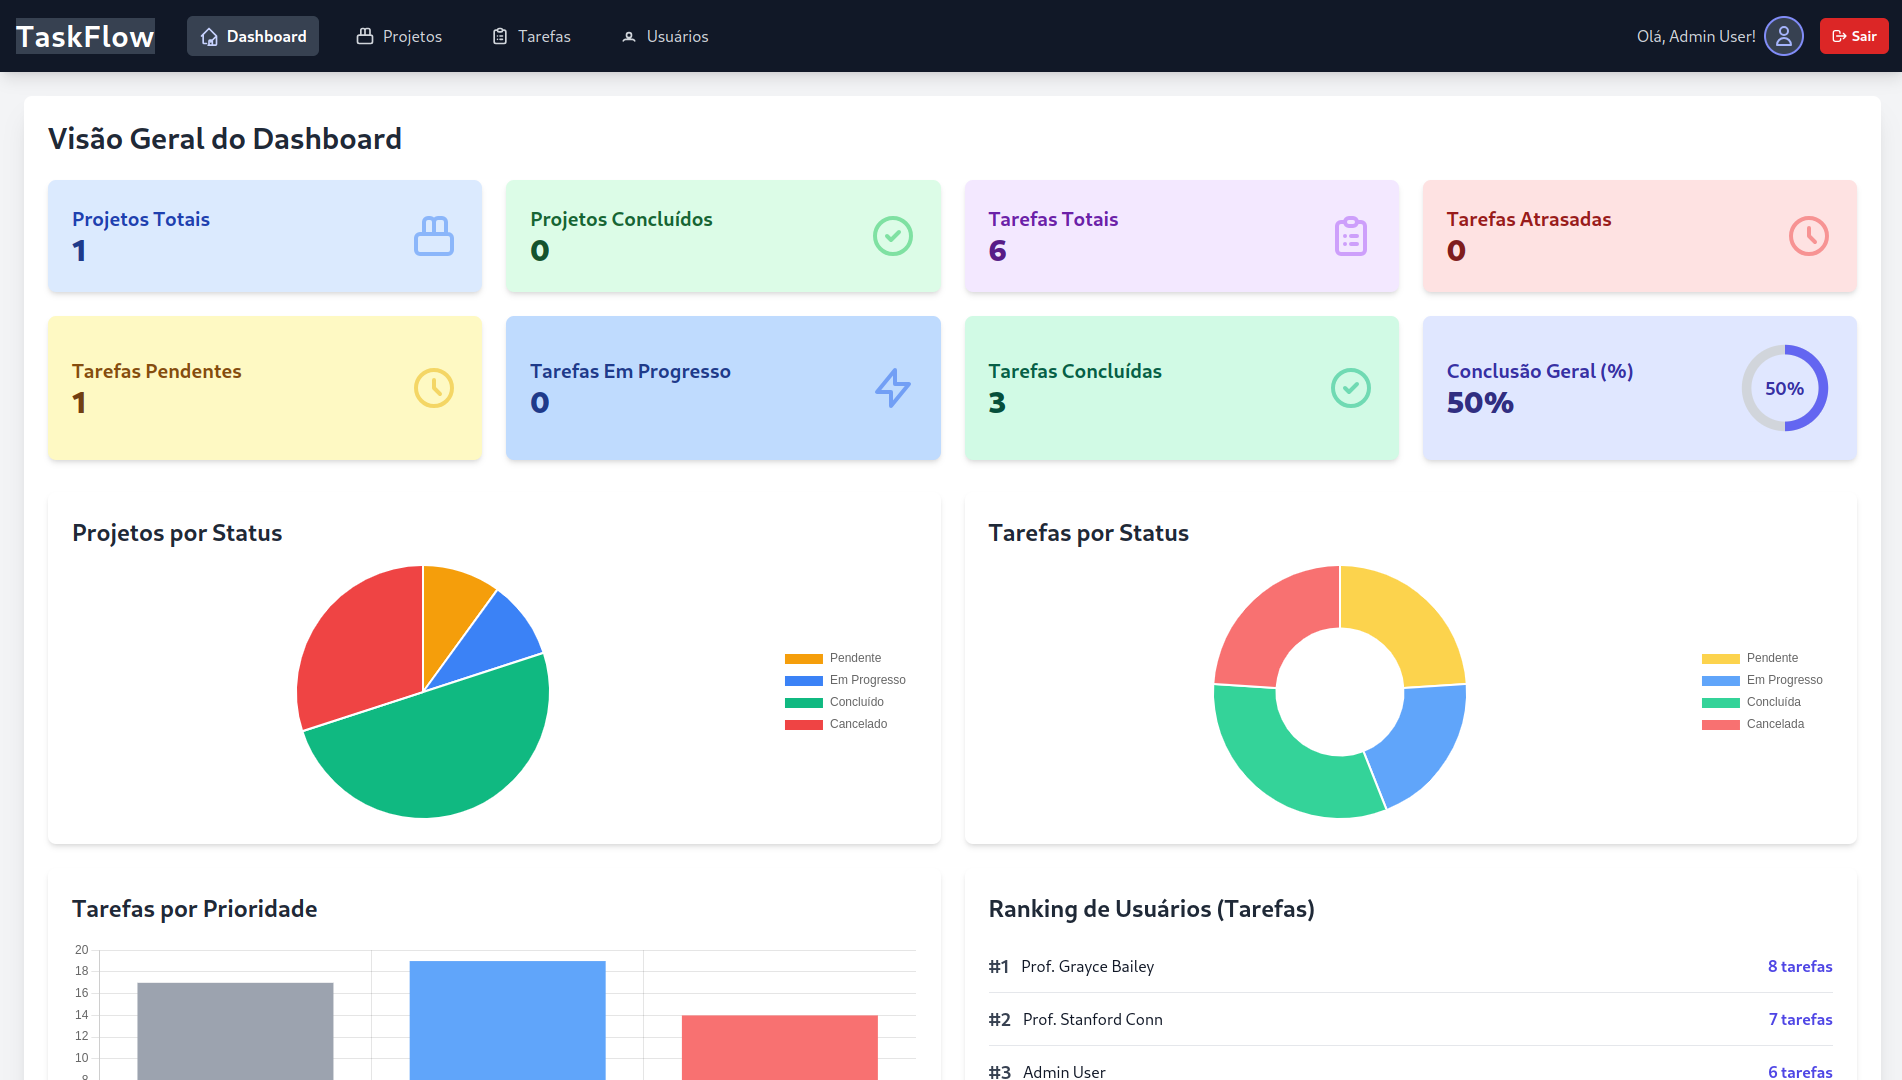 TaskFlow
Dashboard
Projetos
Tarefas
Usuários
Olá, Admin User!
Sair
Visão Geral do Dashboard
Projetos Totais
1
Projetos Concluídos
0
Tarefas Totais
6
Tarefas Atrasadas
0
Tarefas Pendentes
1
Tarefas Em Progresso
0
Tarefas Concluídas
3
Conclusão Geral (%)
50%
50%
Projetos por Status
Pendente
Em Progresso
Concluído
Cancelado
Tarefas por Status
Pendente
Em Progresso
Concluída
Cancelada
Tarefas por Prioridade
20
18
16
14
12
10
8
Ranking de Usuários (Tarefas)
#1 Prof. Grayce Bailey 8 tarefas
#2 Prof. Stanford Conn 7 tarefas
#3 Admin User 6 tarefas